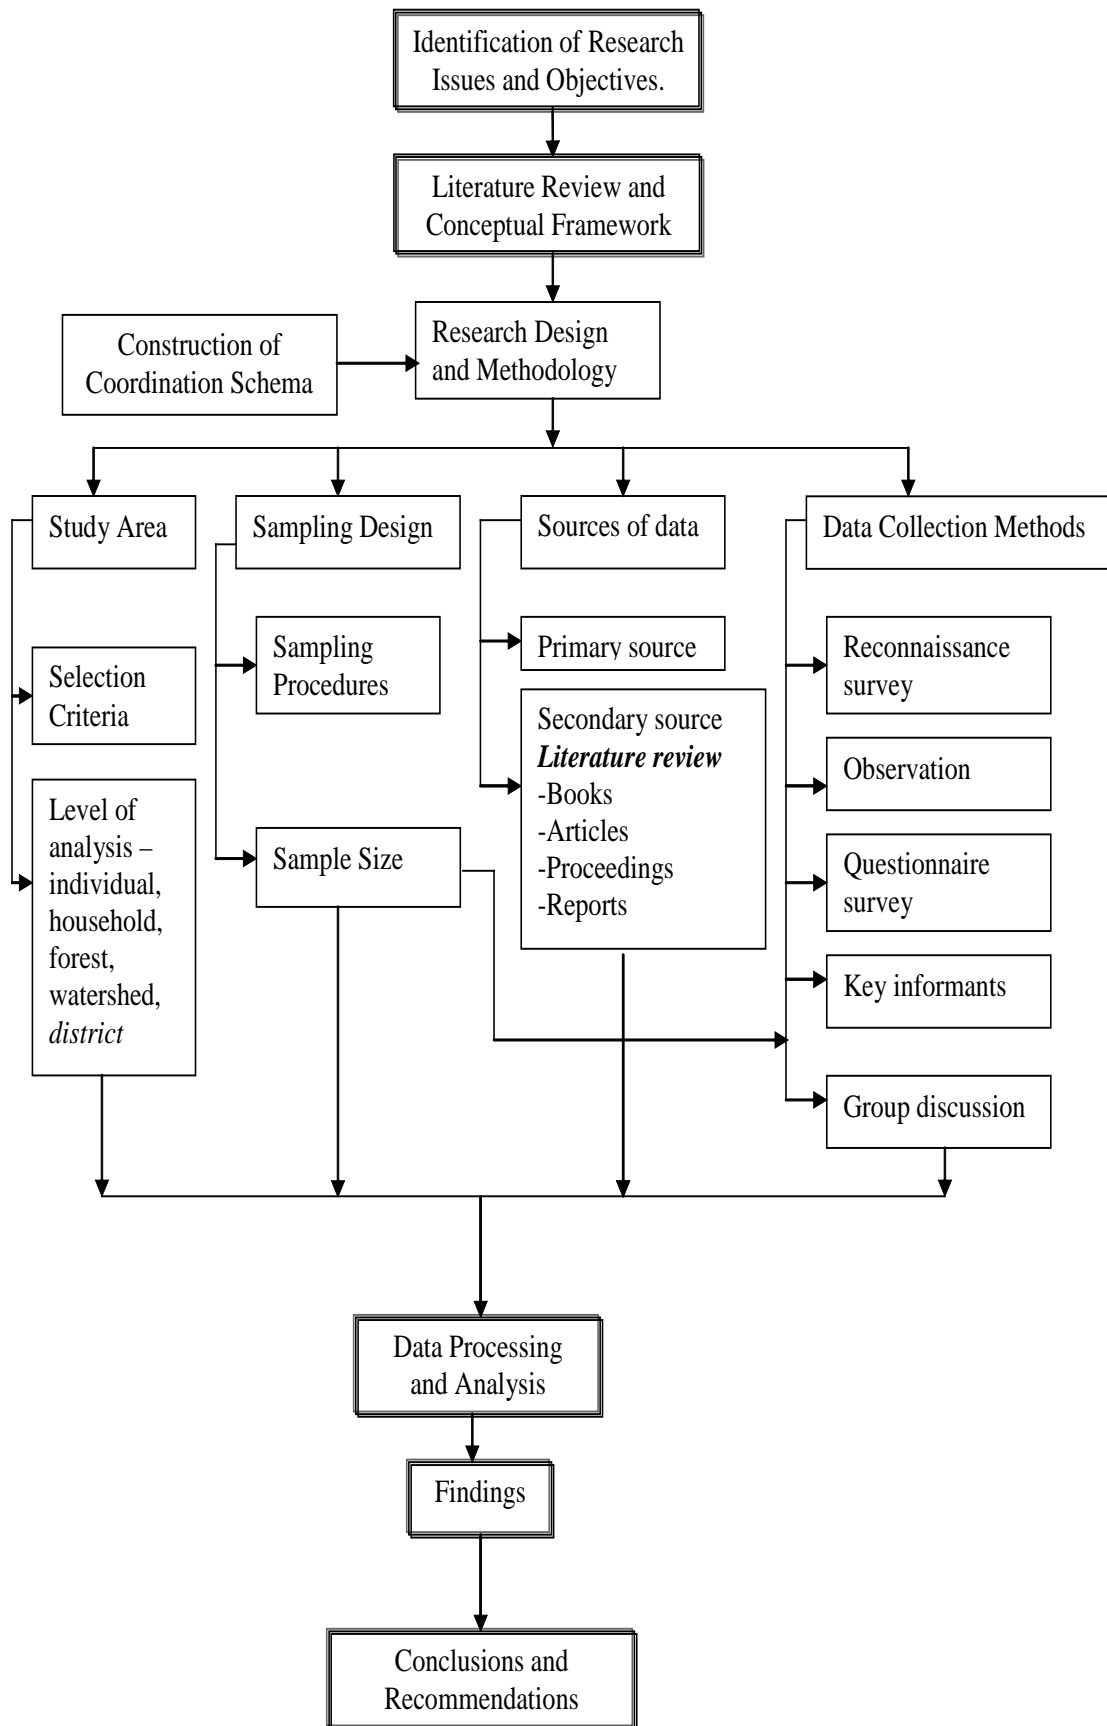 Identification of Research
Issues and Objectives.
Literature Review and
Conceptual Framework
Construction of
Coordination Schema
Research Design
and Methodology
Study Area
Sampling Design
Sources of data
Data Collection Methods
Selection
Criteria
Level of
analysis –
individual,
household,
forest,
watershed,
district
Sampling
Procedures
Sample Size
Primary source
Secondary source
Literature review
-Books
-Articles
-Proceedings
-Reports
Reconnaissance
survey
Observation
Questionnaire
survey
Key informants
Group discussion
Data Processing
and Analysis
Findings
Conclusions and
Recommendations